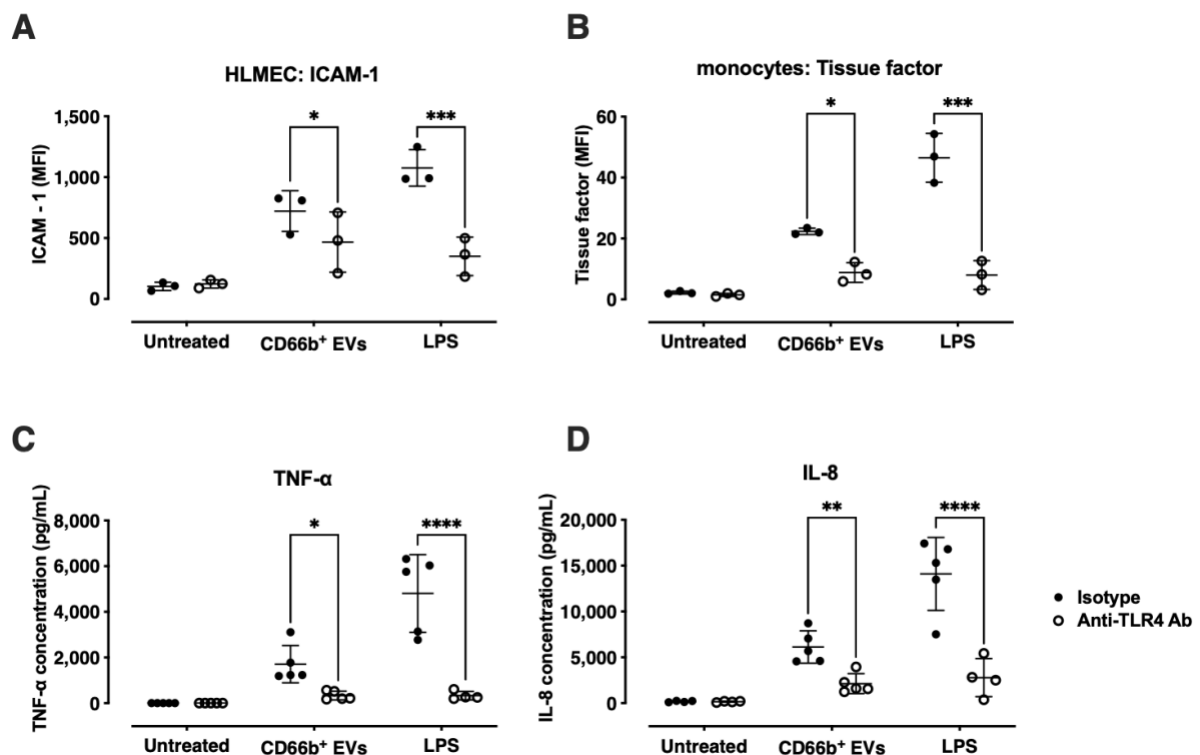 A
HLMEC: ICAM-1
ICAM - 1 (MFI)
1,500
1,000
500
0
*
***
Untreated
CD66b⁺ EVs
LPS
B
monocytes: Tissue factor
Tissue factor (MFI)
60
40
20
0
*
***
Untreated
CD66b⁺ EVs
LPS
C
TNF-α
TNF-α concentration (pg/mL)
8,000
6,000
4,000
2,000
0
*
****
Untreated
CD66b⁺ EVs
LPS
D
IL-8
IL-8 concentration (pg/mL)
20,000
15,000
10,000
5,000
0
**
****
Untreated
CD66b⁺ EVs
LPS
Isotype
Anti-TLR4 Ab